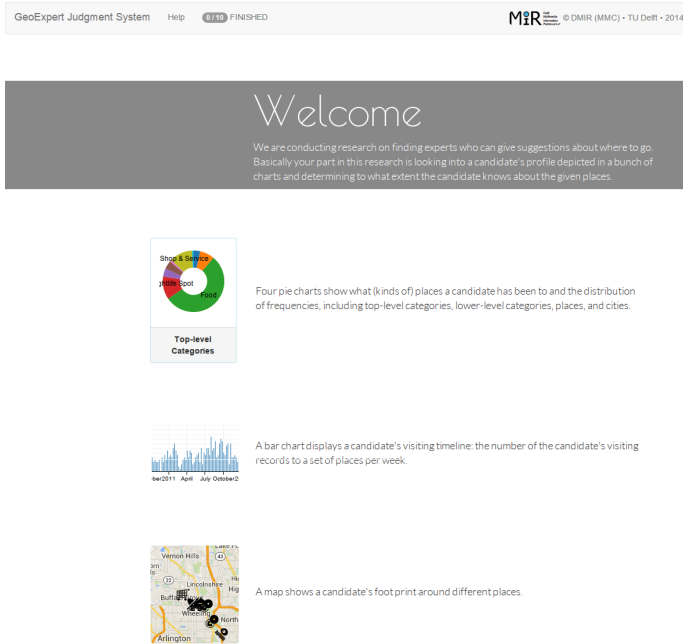 GeoExpert Judgment System Help 0 / 10 FINISHED
MiR © DMIR (MMC) • TU Delft • 2014
Welcome
We are conducting research on finding experts who can give suggestions about where to go.
Basically your part in this research is looking into a candidate's profile depicted in a bunch of
charts and determining to what extent the candidate knows about the given places.
Shop & Service
ghtlife Spot
Food
Top-level
Categories
Four pie charts show what (kinds of) places a candidate has been to and the distribution
of frequencies, including top-level categories, lower-level categories, places, and cities.
ber2011 April July October2
A bar chart displays a candidate's visiting timeline: the number of the candidate's visiting
records to a set of places per week.
Vernon Hills
43
22
Lincolnshire
Wheeling
North
Arlington
A map shows a candidate's foot print around different places.